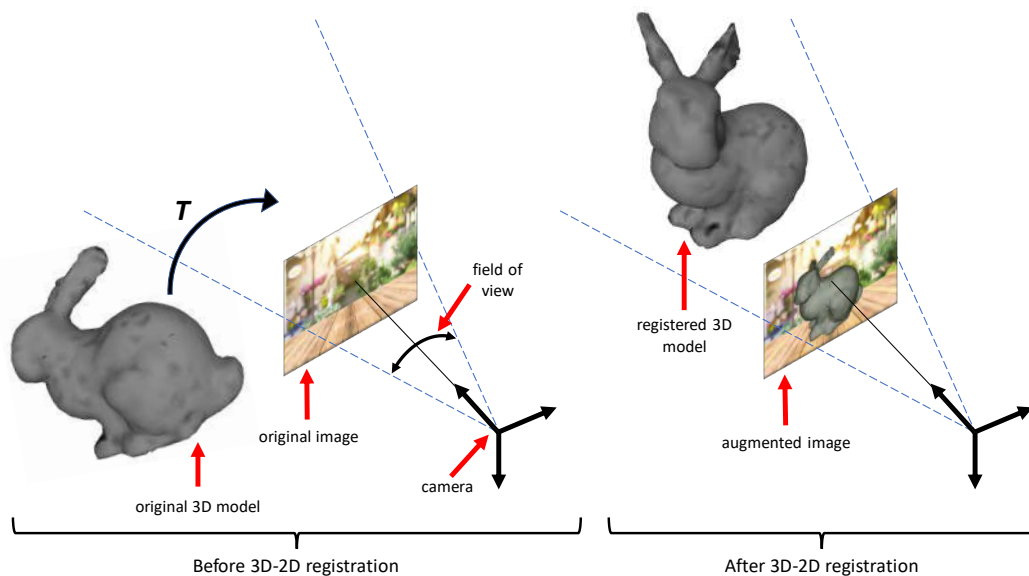 T
field of
view
original image
camera
original 3D model
Before 3D-2D registration
registered 3D
model
augmented image
After 3D-2D registration